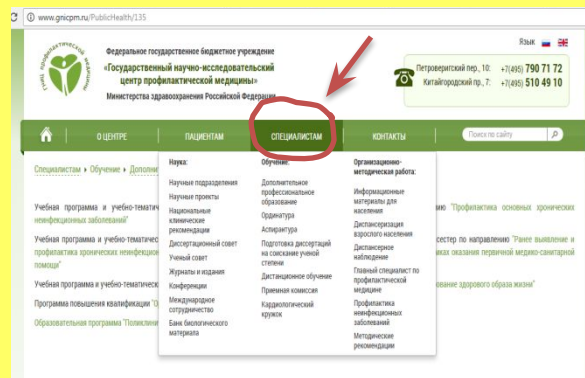 www.gnicpm.ru/PublicHealth/135
Язык
Федеральное государственное бюджетное учреждение
«Государственный научно-исследовательский
центр профилактической медицины»
Министерства здравоохранения Российской Федерации
Петроверигский пер., 10: +7(495) 790 71 72
Китайгородский пр., 7: +7(495) 510 49 10
О ЦЕНТРЕ ПАЦИЕНТАМ СПЕЦИАЛИСТАМ КОНТАКТЫ Поиск по сайту
Специалистам Обучение Дополни
Наука:
Научные подразделения
Научные проекты
Национальные
клинические
рекомендации
Диссертационный совет
Ученый совет
Журналы и издания
Конференции
Международное
сотрудничество
Банк биологического
материала
Обучение:
Дополнительное
профессиональное
образование
Ординатура
Аспирантура
Подготовка диссертаций
на соискание ученой
степени
Дистанционное обучение
Приемная комиссия
Кардиологический
кружок
Организационно-
методическая работа:
Информационные
материалы для
населения
Диспансеризация
взрослого населения
Диспансерное
наблюдение
Главный специалист по
профилактической
медицине
Профилактика
неинфекционных
заболеваний
Методические
рекомендации
Учебная программа и учебно-тематич нию "Профилактика основных хронических
неинфекционных заболеваний"
Учебная программа и учебно-тематичес сестер по направлению "Ранее выявление и
профилактика хронических неинфекцион иках оказания первичной медико-санитарной
помощи"
Учебная программа и учебно-тематическ ование здорового образа жизни"
Программа повышения квалификации
Образовательная программа "Поликлини